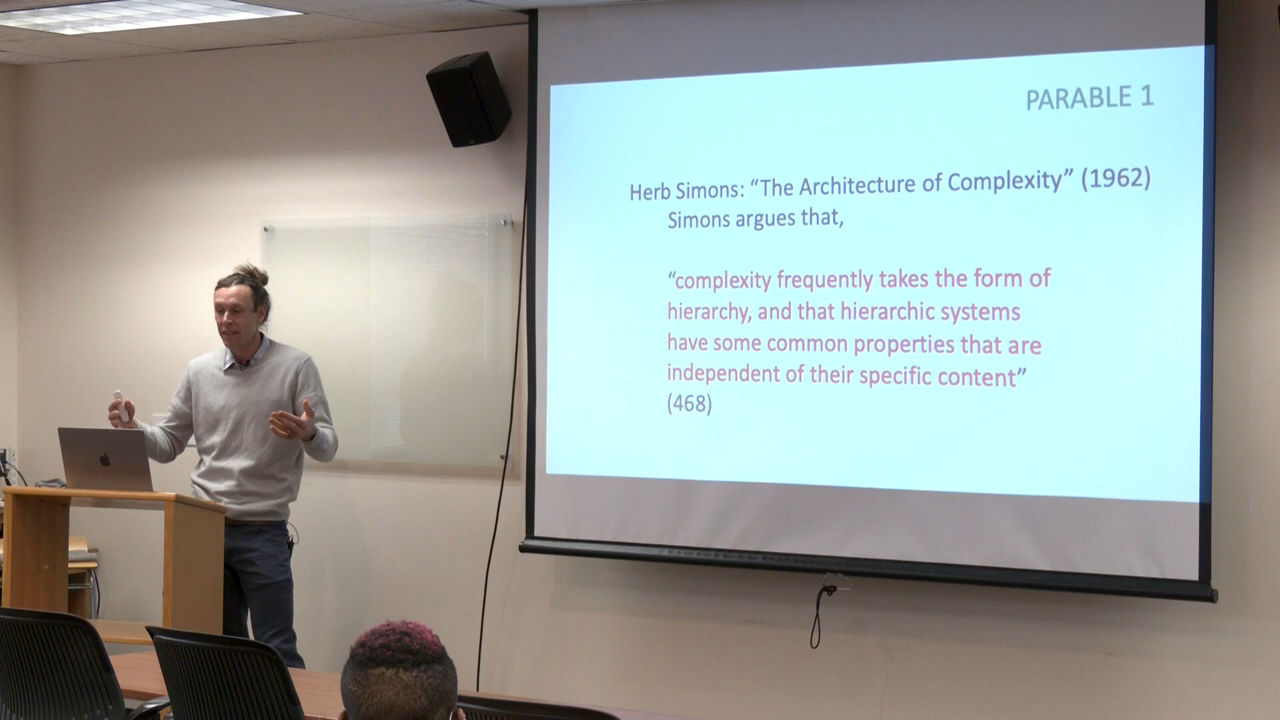 PARABLE 1
Herb Simons: “The Architecture of Complexity” (1962)
Simons argues that,
“complexity frequently takes the form of
hierarchy, and that hierarchic systems
have some common properties that are
independent of their specific content”
(468)